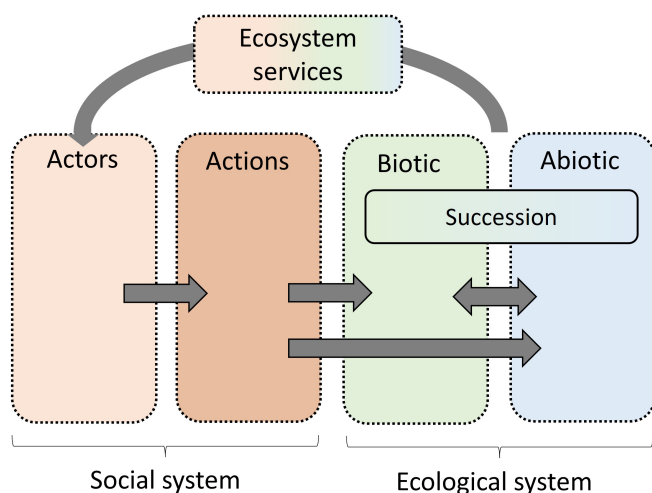 Ecosystem
services
Actors
Actions
Biotic
Abiotic
Succession
Social system
Ecological system